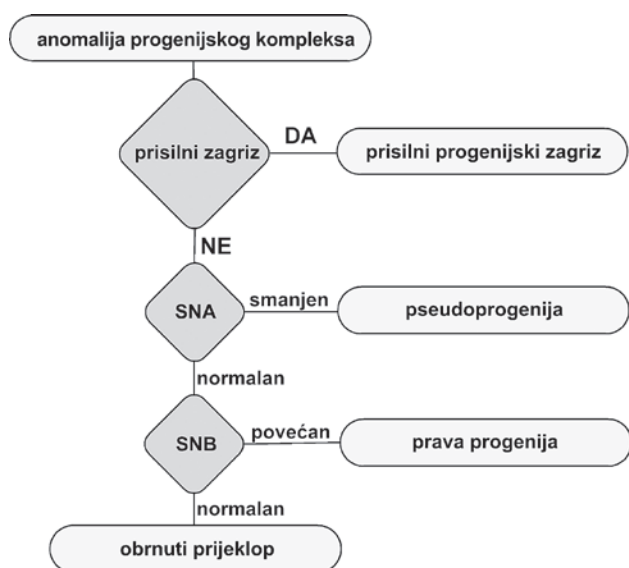 anomalija progenijskog kompleksa
prisilni zagriz
DA
prisilni progenijski zagriz
NE
SNA
smanjen
pseudoprogenija
normalan
SNB
povećan
prava progenija
normalan
obrnuti prijeklop